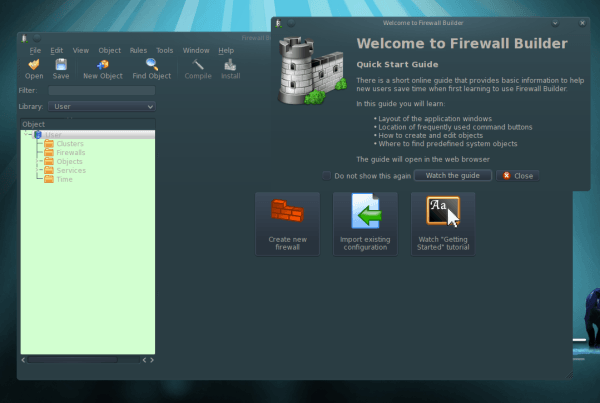 Welcome to Firewall Builder
Firewall B
File Edit View Object Rules Tools Window Help
Open Save New Object Find Object Compile Install
Filter:
Library: User
Object
User
Clusters
Firewalls
Objects
Services
Time
Welcome to Firewall Builder
Quick Start Guide
There is a short online guide that provides basic information to help
new users save time when first learning to use Firewall Builder.
In this guide you will learn:
• Layout of the application windows
• Location of frequently used command buttons
• How to create and edit objects
• Where to find predefined system objects
The guide will open in the web browser
Do not show this again Watch the guide Close
Create new
firewall
Import existing
configuration
Aa
Watch "Getting
Started" tutorial